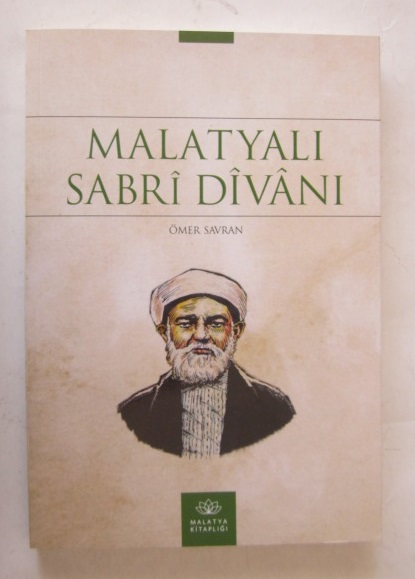 MALATYALI
SABRÎ DÎVÂNI
ÖMER SAVRAN
MALATYA
KİTAPLIĞI